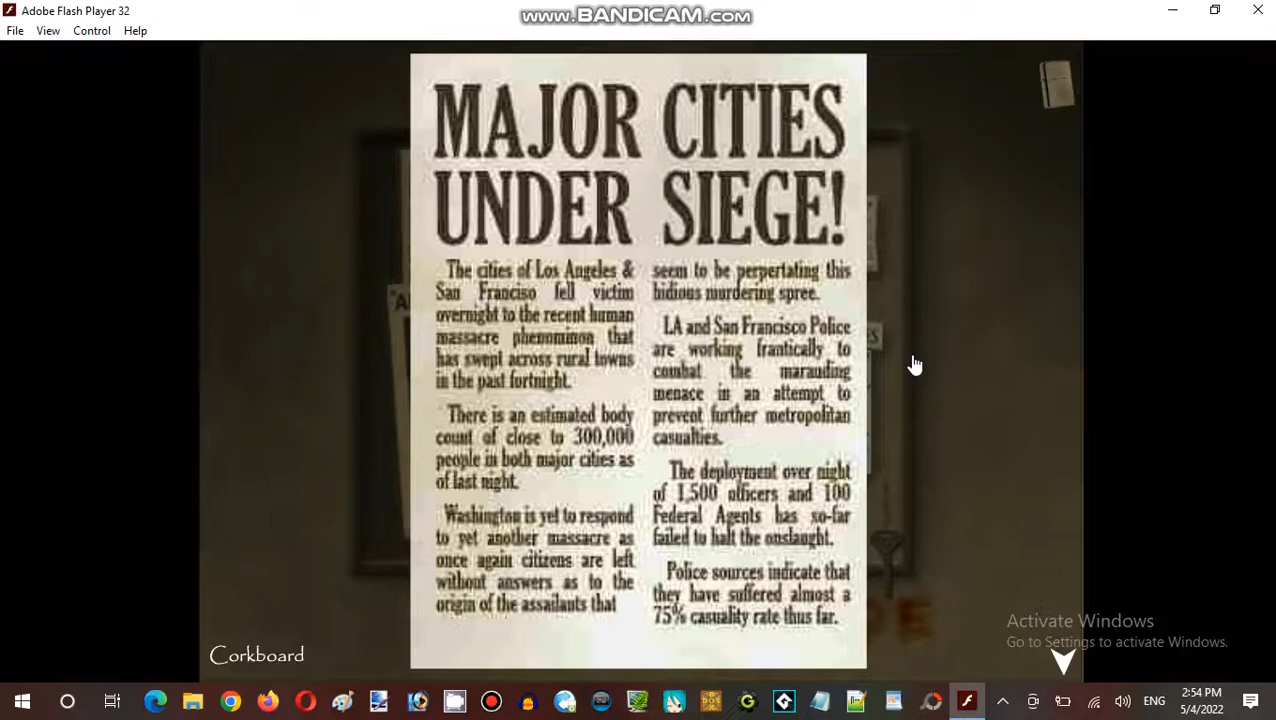 Adobe Flash Player 32
www.BANDICAM.com
File View Control Help
MAJOR CITIES
UNDER SIEGE!
The cities of Los Angeles &
San Franciso fell victim
overnight to the recent human
massacre phenominon that
has swept across rural towns
in the past fortnight.
There is an estimated body
count of close to 300,000
people in both major cities as
of last night.
Washington is yet to respond
to yet another massacre as
once again citizens are left
without answers as to the
origin of the assailants that
seem to be perpertating this
hidious murdering spree.
LA and San Francisco Police
are working frantically to
combat the marauding
menace in an attempt to
prevent further metropolitan
casualties.
The deployment over night
of 1,500 officers and 100
Federal Agents has so-far
failed to halt the onslaught.
Police sources indicate that
they have suffered almost a
75% casuality rate thus far.
Corkboard
Activate Windows
Go to Settings to activate Windows.
ENG
2:54 PM
5/4/2022